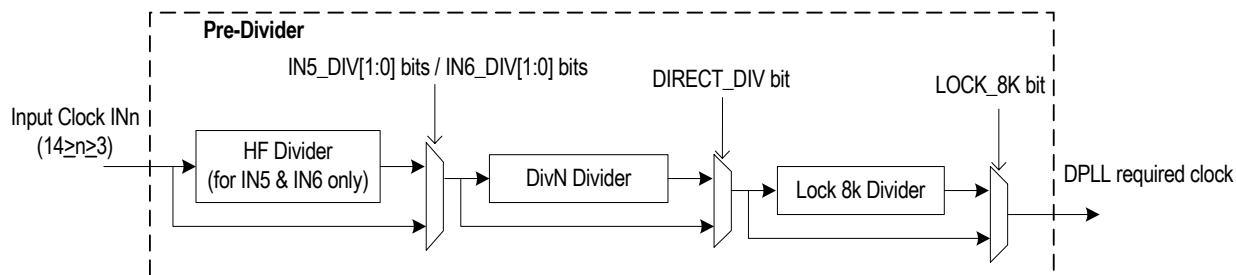 Pre-Divider
IN5_DIV[1:0] bits / IN6_DIV[1:0] bits
DIRECT_DIV bit
LOCK_8K bit
Input Clock INn
(14≥n≥3)
HF Divider
(for IN5 & IN6 only)
DivN Divider
Lock 8k Divider
DPLL required clock